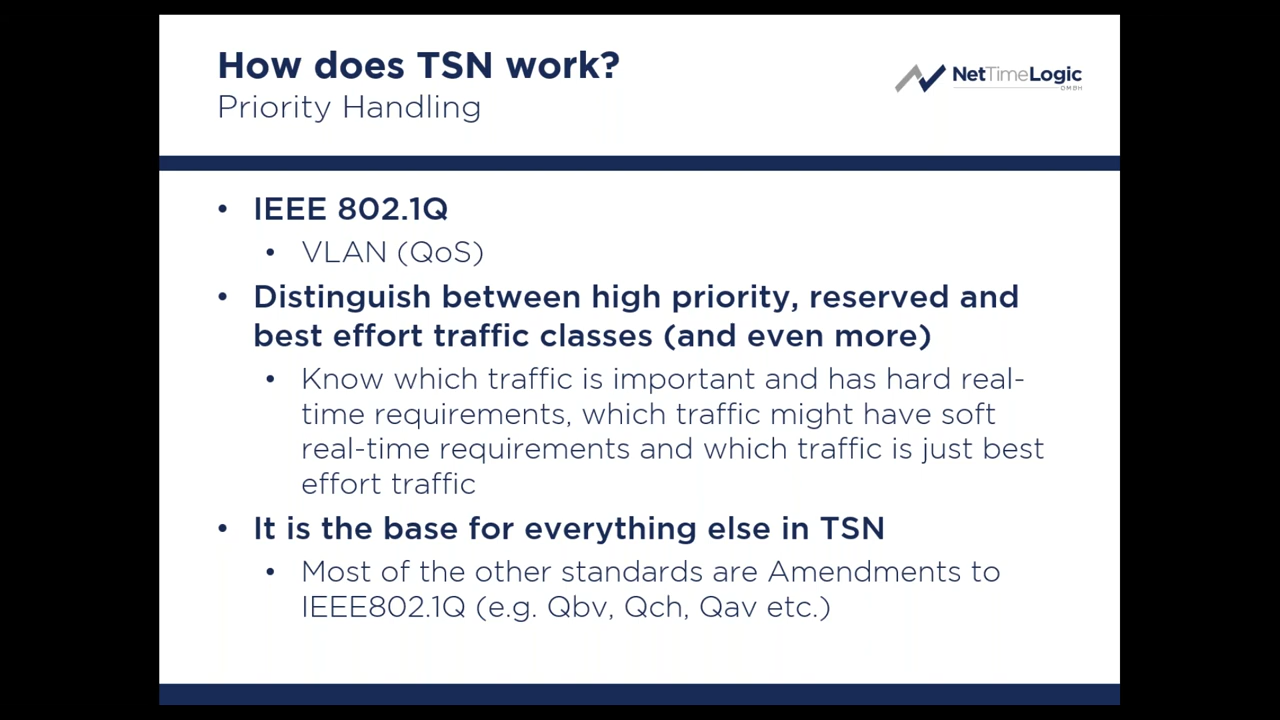 How does TSN work?
Priority Handling
NetTimeLogic
GMBH
• IEEE 802.1Q
• VLAN (QoS)
• Distinguish between high priority, reserved and
best effort traffic classes (and even more)
• Know which traffic is important and has hard real-
time requirements, which traffic might have soft
real-time requirements and which traffic is just best
effort traffic
• It is the base for everything else in TSN
• Most of the other standards are Amendments to
IEEE802.1Q (e.g. Qbv, Qch, Qav etc.)